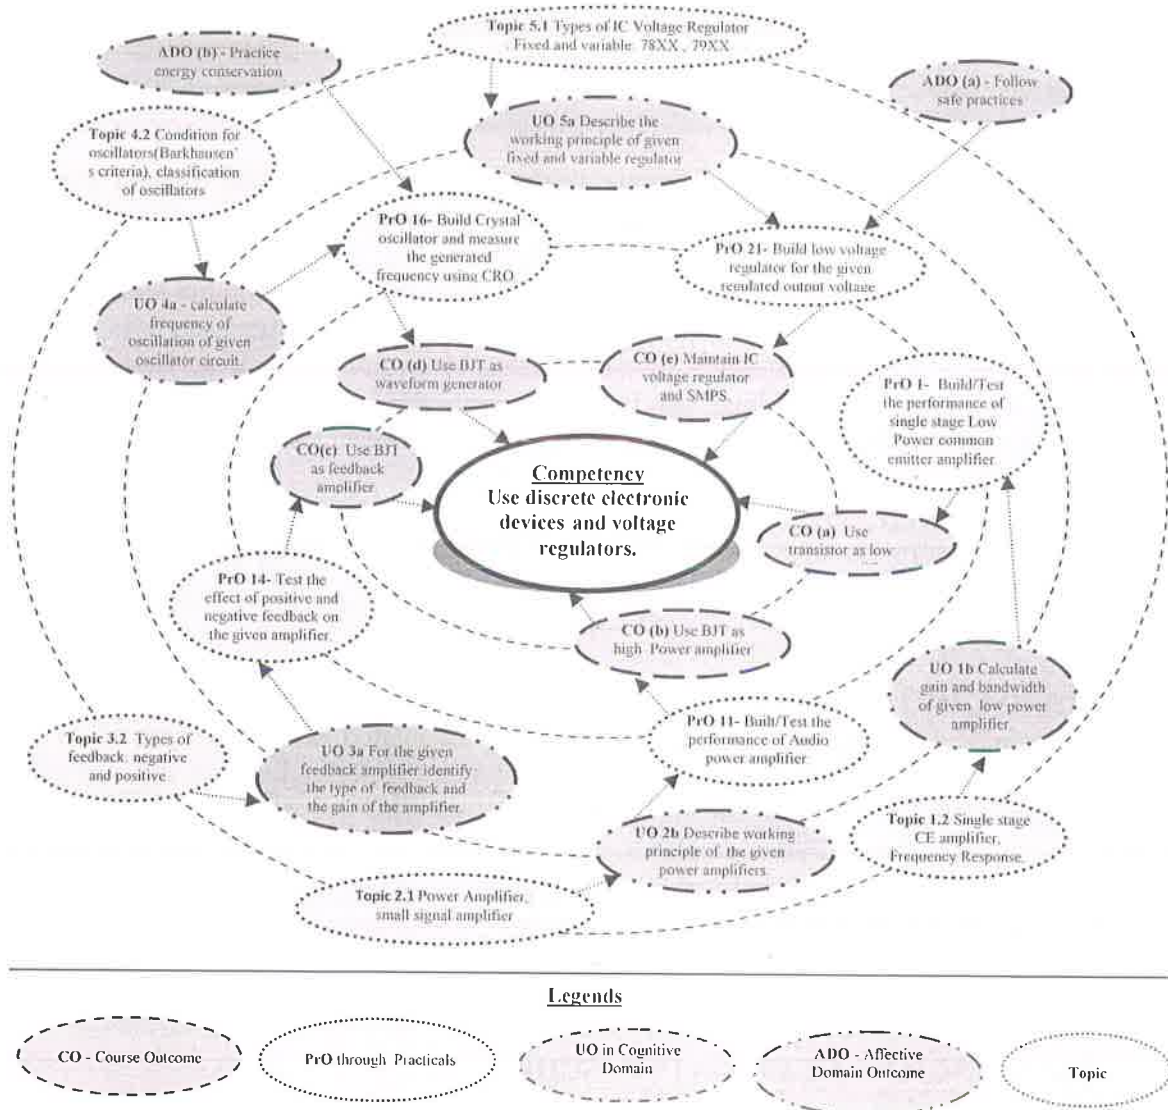 Topic 5.1 Types of IC Voltage Regulator
. Fixed and variable 78XX , 79XX
ADO (b) - Practice
energy conservation
ADO (a) - Follow
safe practices
Topic 4.2 Condition for
oscillators(Barkhausen'
s criteria), classification
of oscillators
UO 5a Describe the
working principle of given
fixed and variable regulator
PrO 16- Build Crystal
oscillator and measure
the generated
frequency using CRO.
PrO 21- Build low voltage
regulator for the given
regulated output voltage
UO 4a - calculate
frequency of
oscillation of given
oscillator circuit.
CO (d) Use BJT as
waveform generator
CO (e) Maintain IC
voltage regulator
and SMPS.
PrO 1- Build/Test
the performance of
single stage Low
Power common
emitter amplifier
CO(c) Use BJT
as feedback
amplifier
Competency
Use discrete electronic
devices and voltage
regulators.
CO (a) Use
transistor as low
PrO 14- Test the
effect of positive and
negative feedback on
the given amplifier.
CO (b) Use BJT as
high Power amplifier
UO 1b Calculate
gain and bandwidth
of given low power
amplifier.
PrO 11- Built/Test the
performance of Audio
power amplifier
Topic 3.2 Types of
feedback, negative
and positive
UO 3a For the given
feedback amplifier identify
the type of feedback and
the gain of the amplifier.
UO 2b Describe working
principle of the given
power amplifiers
Topic 1.2 Single stage
CE amplifier,
Frequency Response,
Topic 2.1 Power Amplifier,
small signal amplifier
Legends
CO - Course Outcome
PrO through Practicals
UO in Cognitive
Domain
ADO - Affective
Domain Outcome
Topic